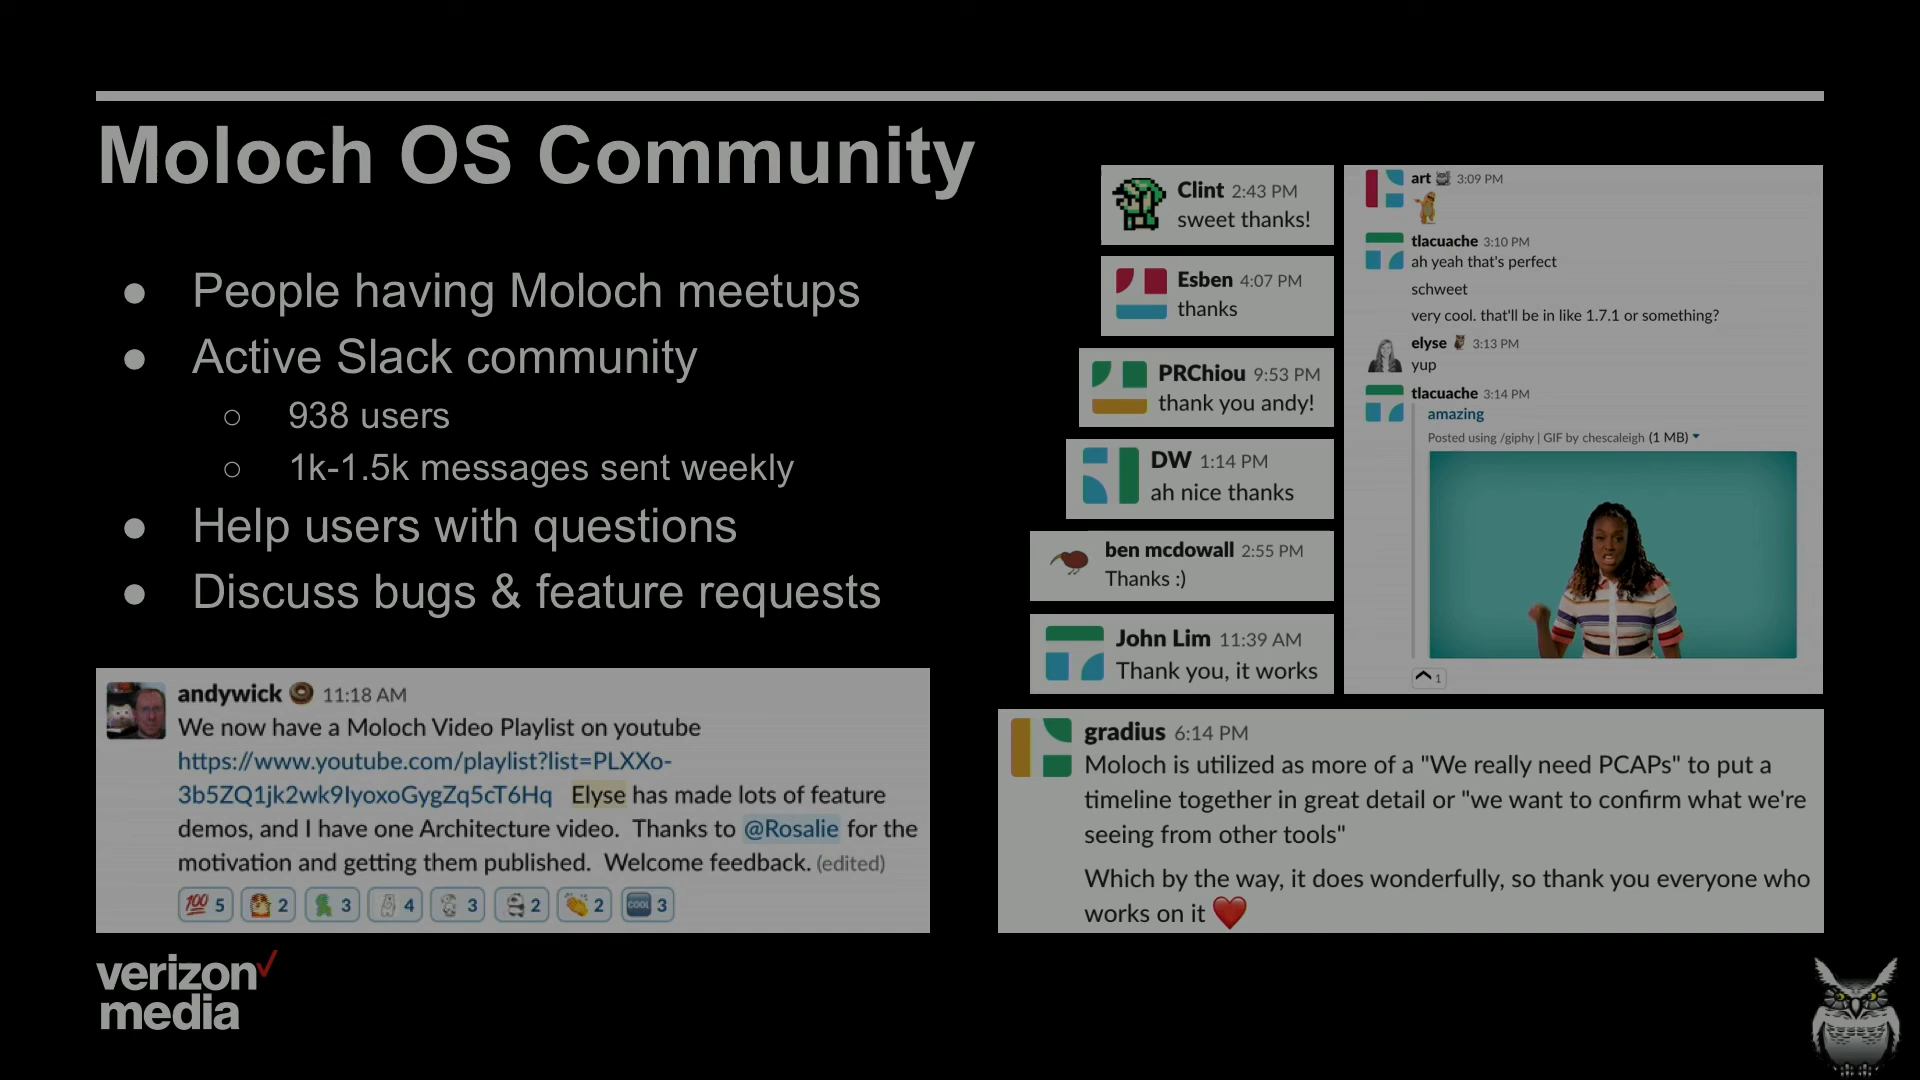 Moloch OS Community
● People having Moloch meetups
● Active Slack community
○ 938 users
○ 1k-1.5k messages sent weekly
● Help users with questions
● Discuss bugs & feature requests
andywick 11:18 AM
We now have a Moloch Video Playlist on youtube
https://www.youtube.com/playlist?list=PLXXo-
3b5ZQ1jk2wk9IyoxoGygZq5cT6Hq Elyse has made lots of feature
demos, and I have one Architecture video. Thanks to @Rosalie for the
motivation and getting them published. Welcome feedback. (edited)
100 5 2 3 4 3 2 2 COOL 3
Clint 2:43 PM
sweet thanks!
Esben 4:07 PM
thanks
PRChiou 9:53 PM
thank you andy!
DW 1:14 PM
ah nice thanks
ben mcdowall 2:55 PM
Thanks :)
John Lim 11:39 AM
Thank you, it works
art 3:09 PM
tlacuache 3:10 PM
ah yeah that's perfect
schweet
very cool. that'll be in like 1.7.1 or something?
elyse 3:13 PM
yup
tlacuache 3:14 PM
amazing
Posted using /giphy | GIF by chescaleigh (1 MB)
1
gradius 6:14 PM
Moloch is utilized as more of a "We really need PCAPs" to put a
timeline together in great detail or "we want to confirm what we're
seeing from other tools"
Which by the way, it does wonderfully, so thank you everyone who
works on it ❤️
verizon
media